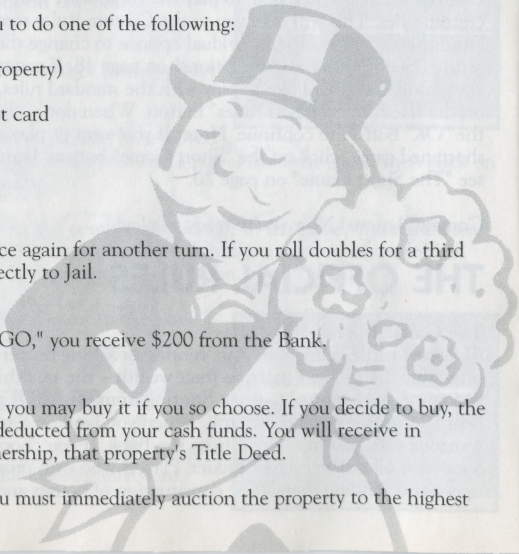 u to do one of the following:
roperty)
st card
ce again for another turn. If you roll doubles for a third
ectly to Jail.
GO," you receive $200 from the Bank.
you may buy it if you so choose. If you decide to buy, the
deducted from your cash funds. You will receive in
nership, that property's Title Deed.
u must immediately auction the property to the highest